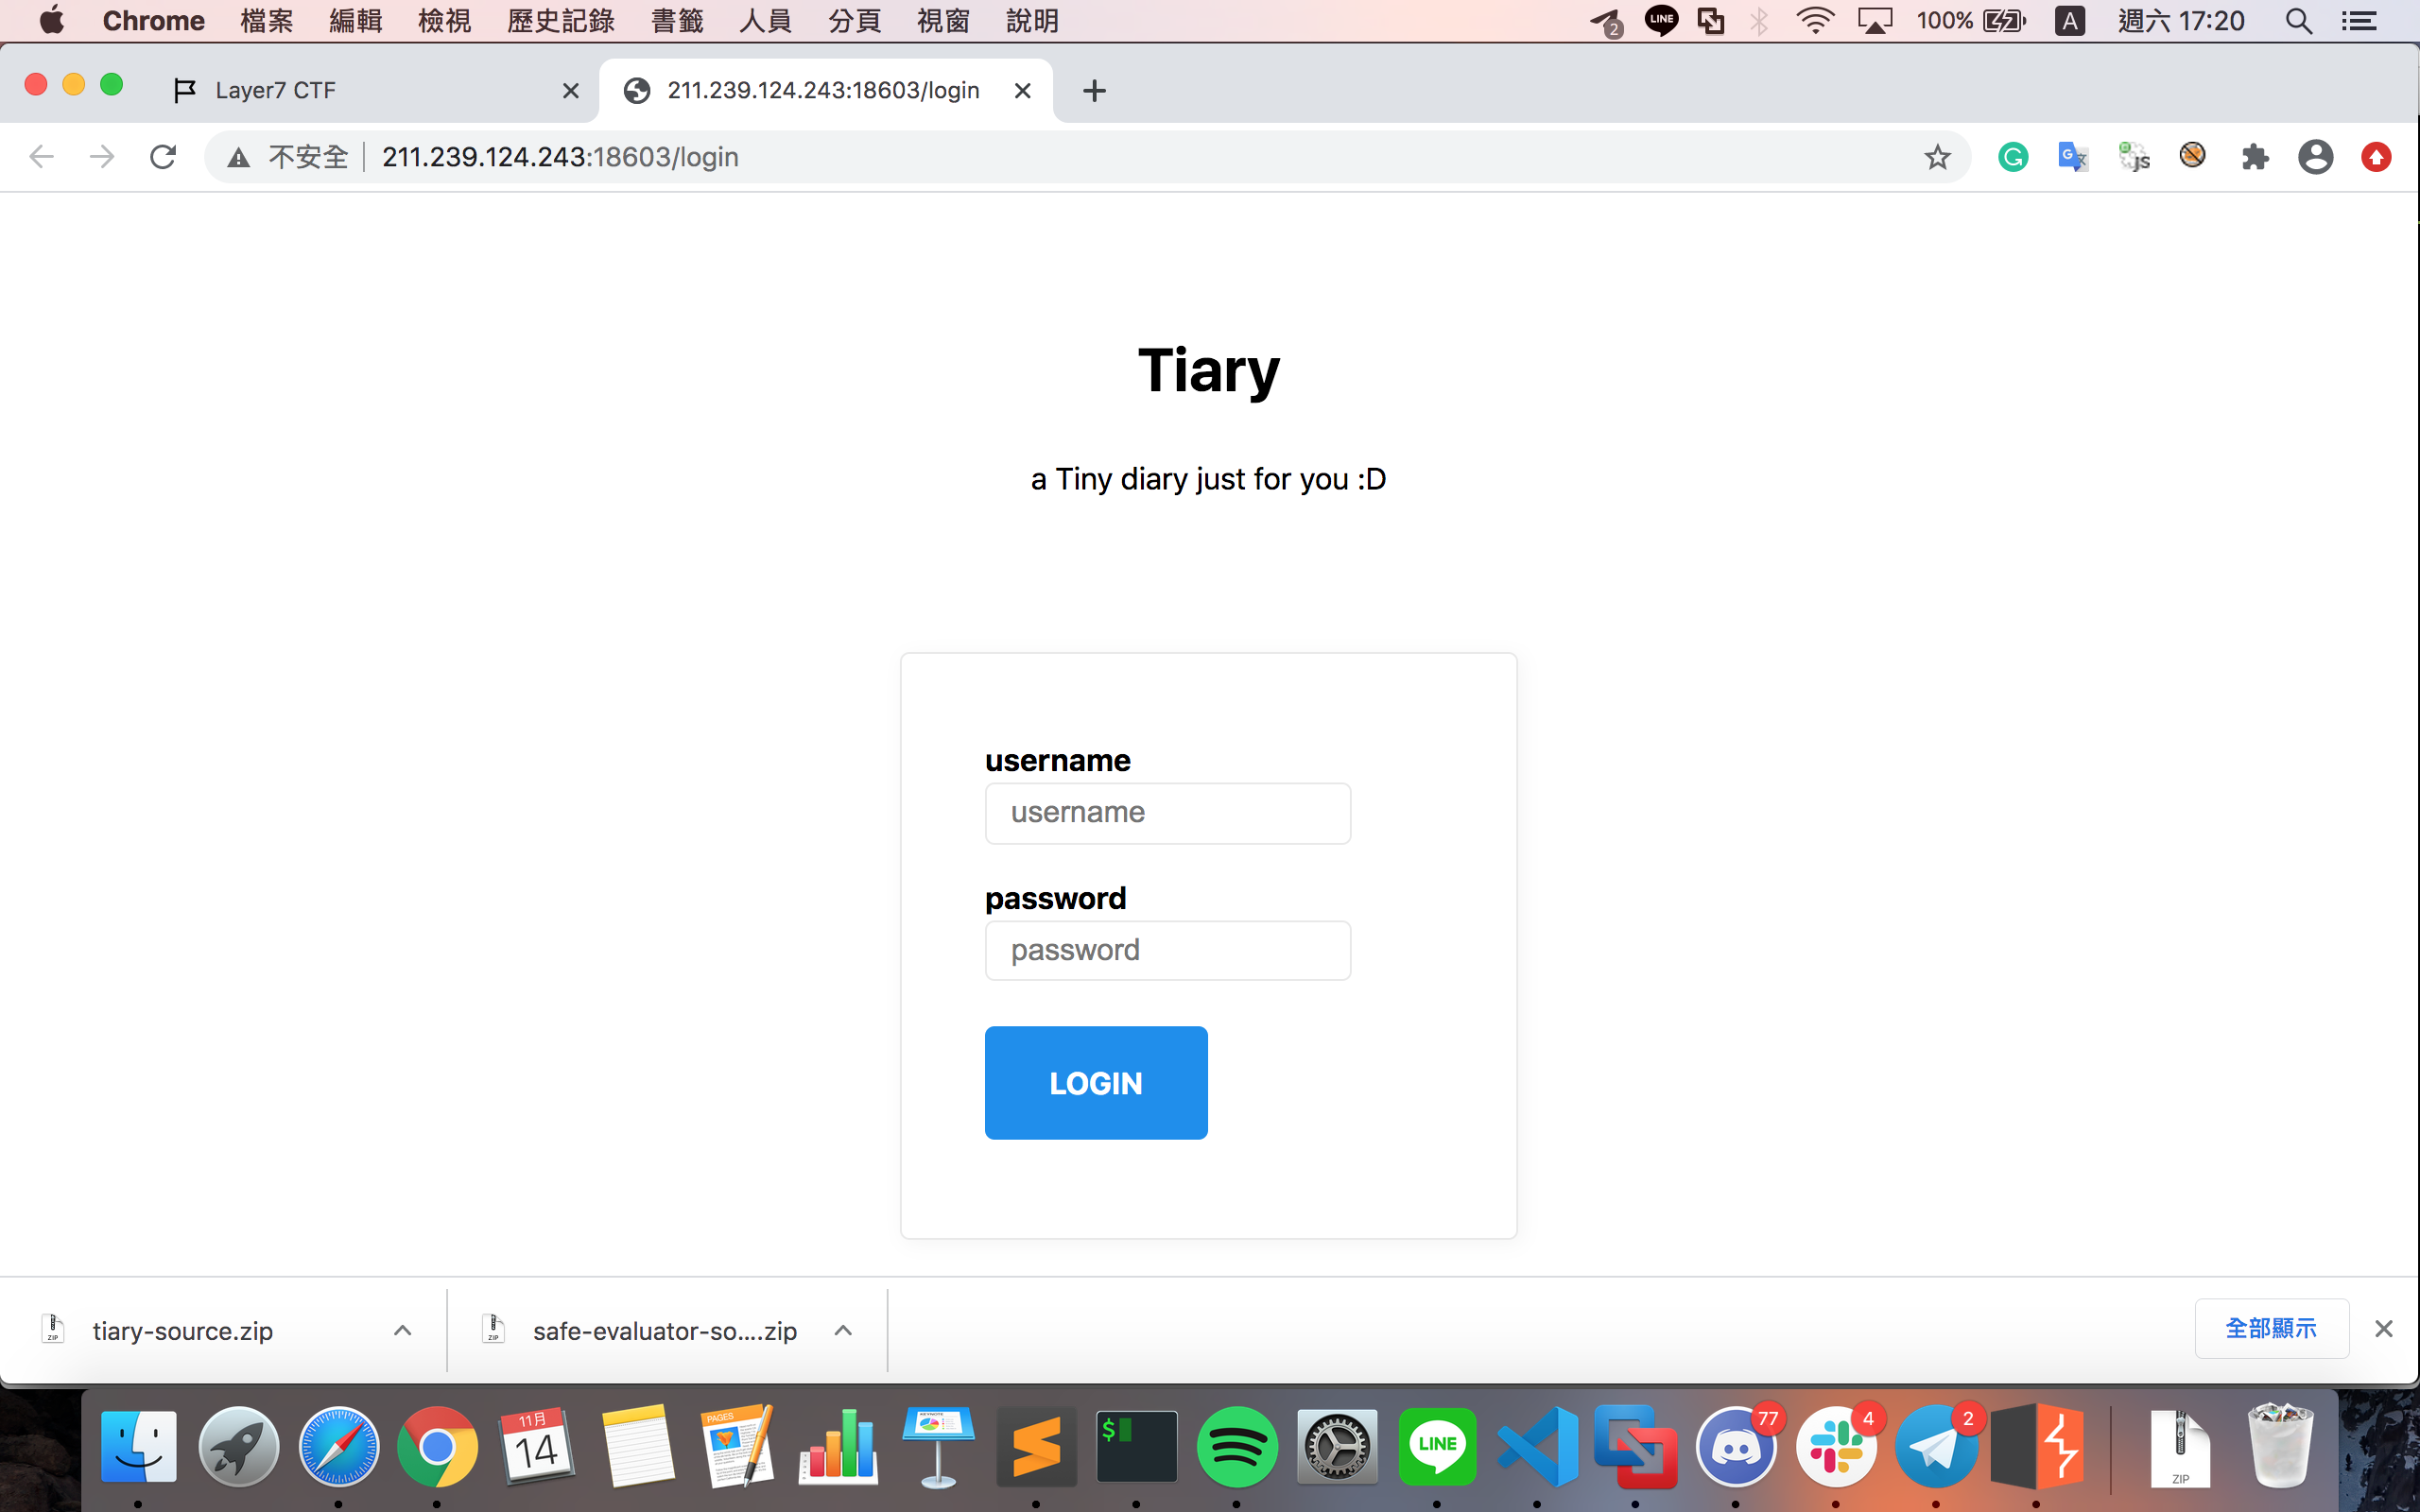 Chrome 檔案 編輯 檢視 歷史記錄 書籤 人員 分頁 視窗 說明 2 LINE 100% A 週六 17:20
Layer7 CTF 211.239.124.243:18603/login
不安全 211.239.124.243:18603/login
Tiary
a Tiny diary just for you :D
username
username
password
password
LOGIN
tiary-source.zip safe-evaluator-so....zip 全部顯示
11月 14 PAGES KEYNOTE $ LINE 77 4 2 ZIP